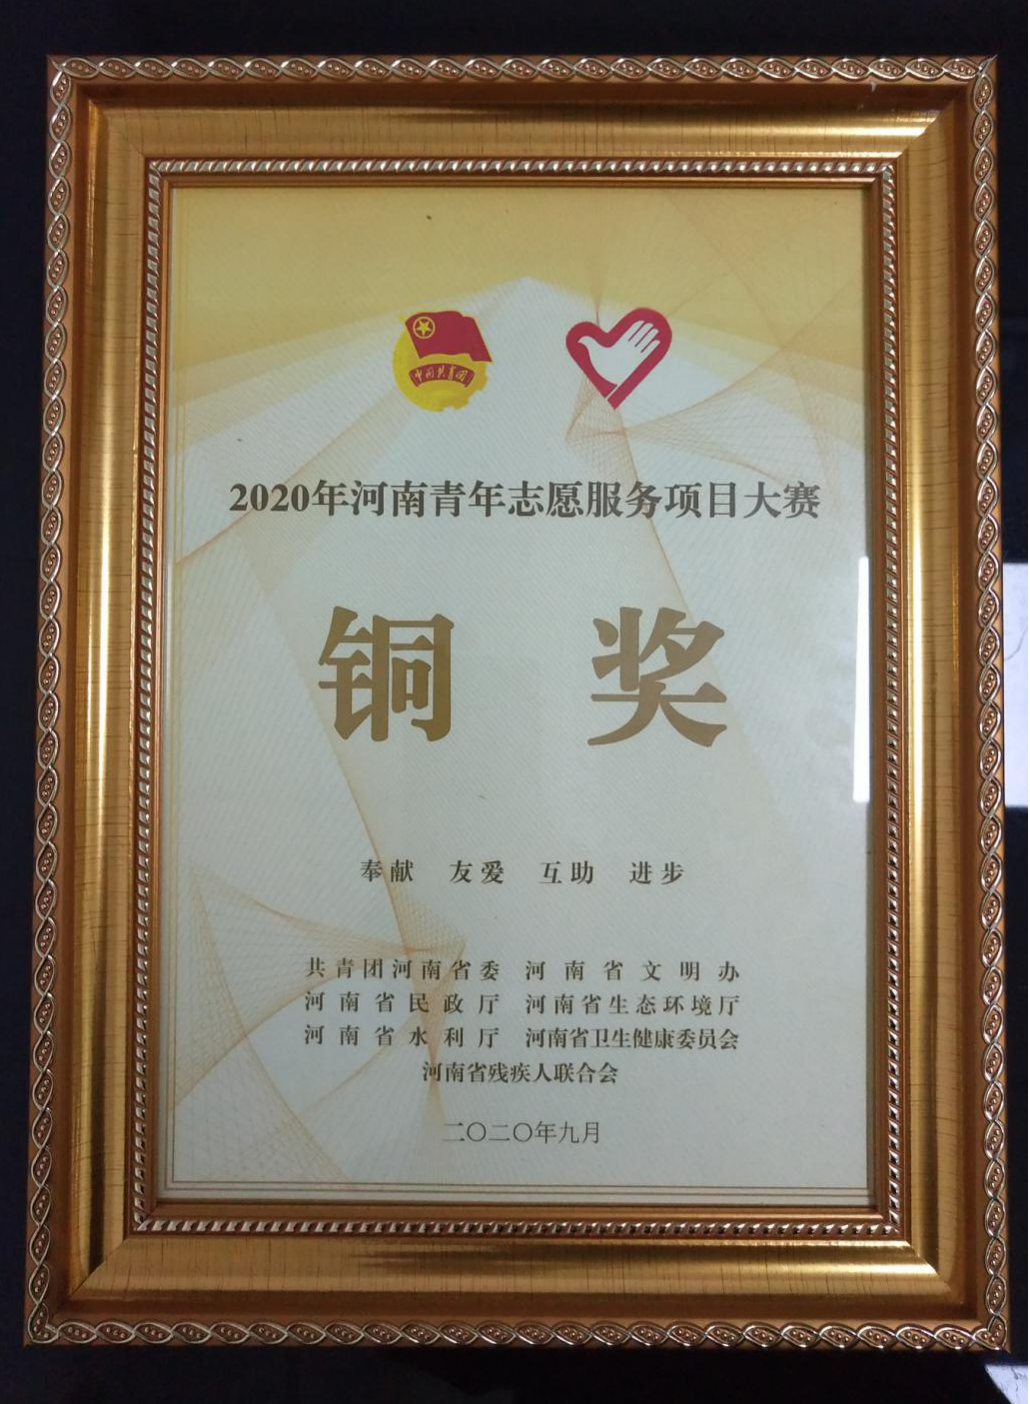 中国共青团
2020年河南青年志愿服务项目大赛
铜 奖
奉献 友爱 互助 进步
共青团河南省委 河南省文明办
河南省民政厅 河南省生态环境厅
河南省水利厅 河南省卫生健康委员会
河南省残疾人联合会
二〇二〇年九月